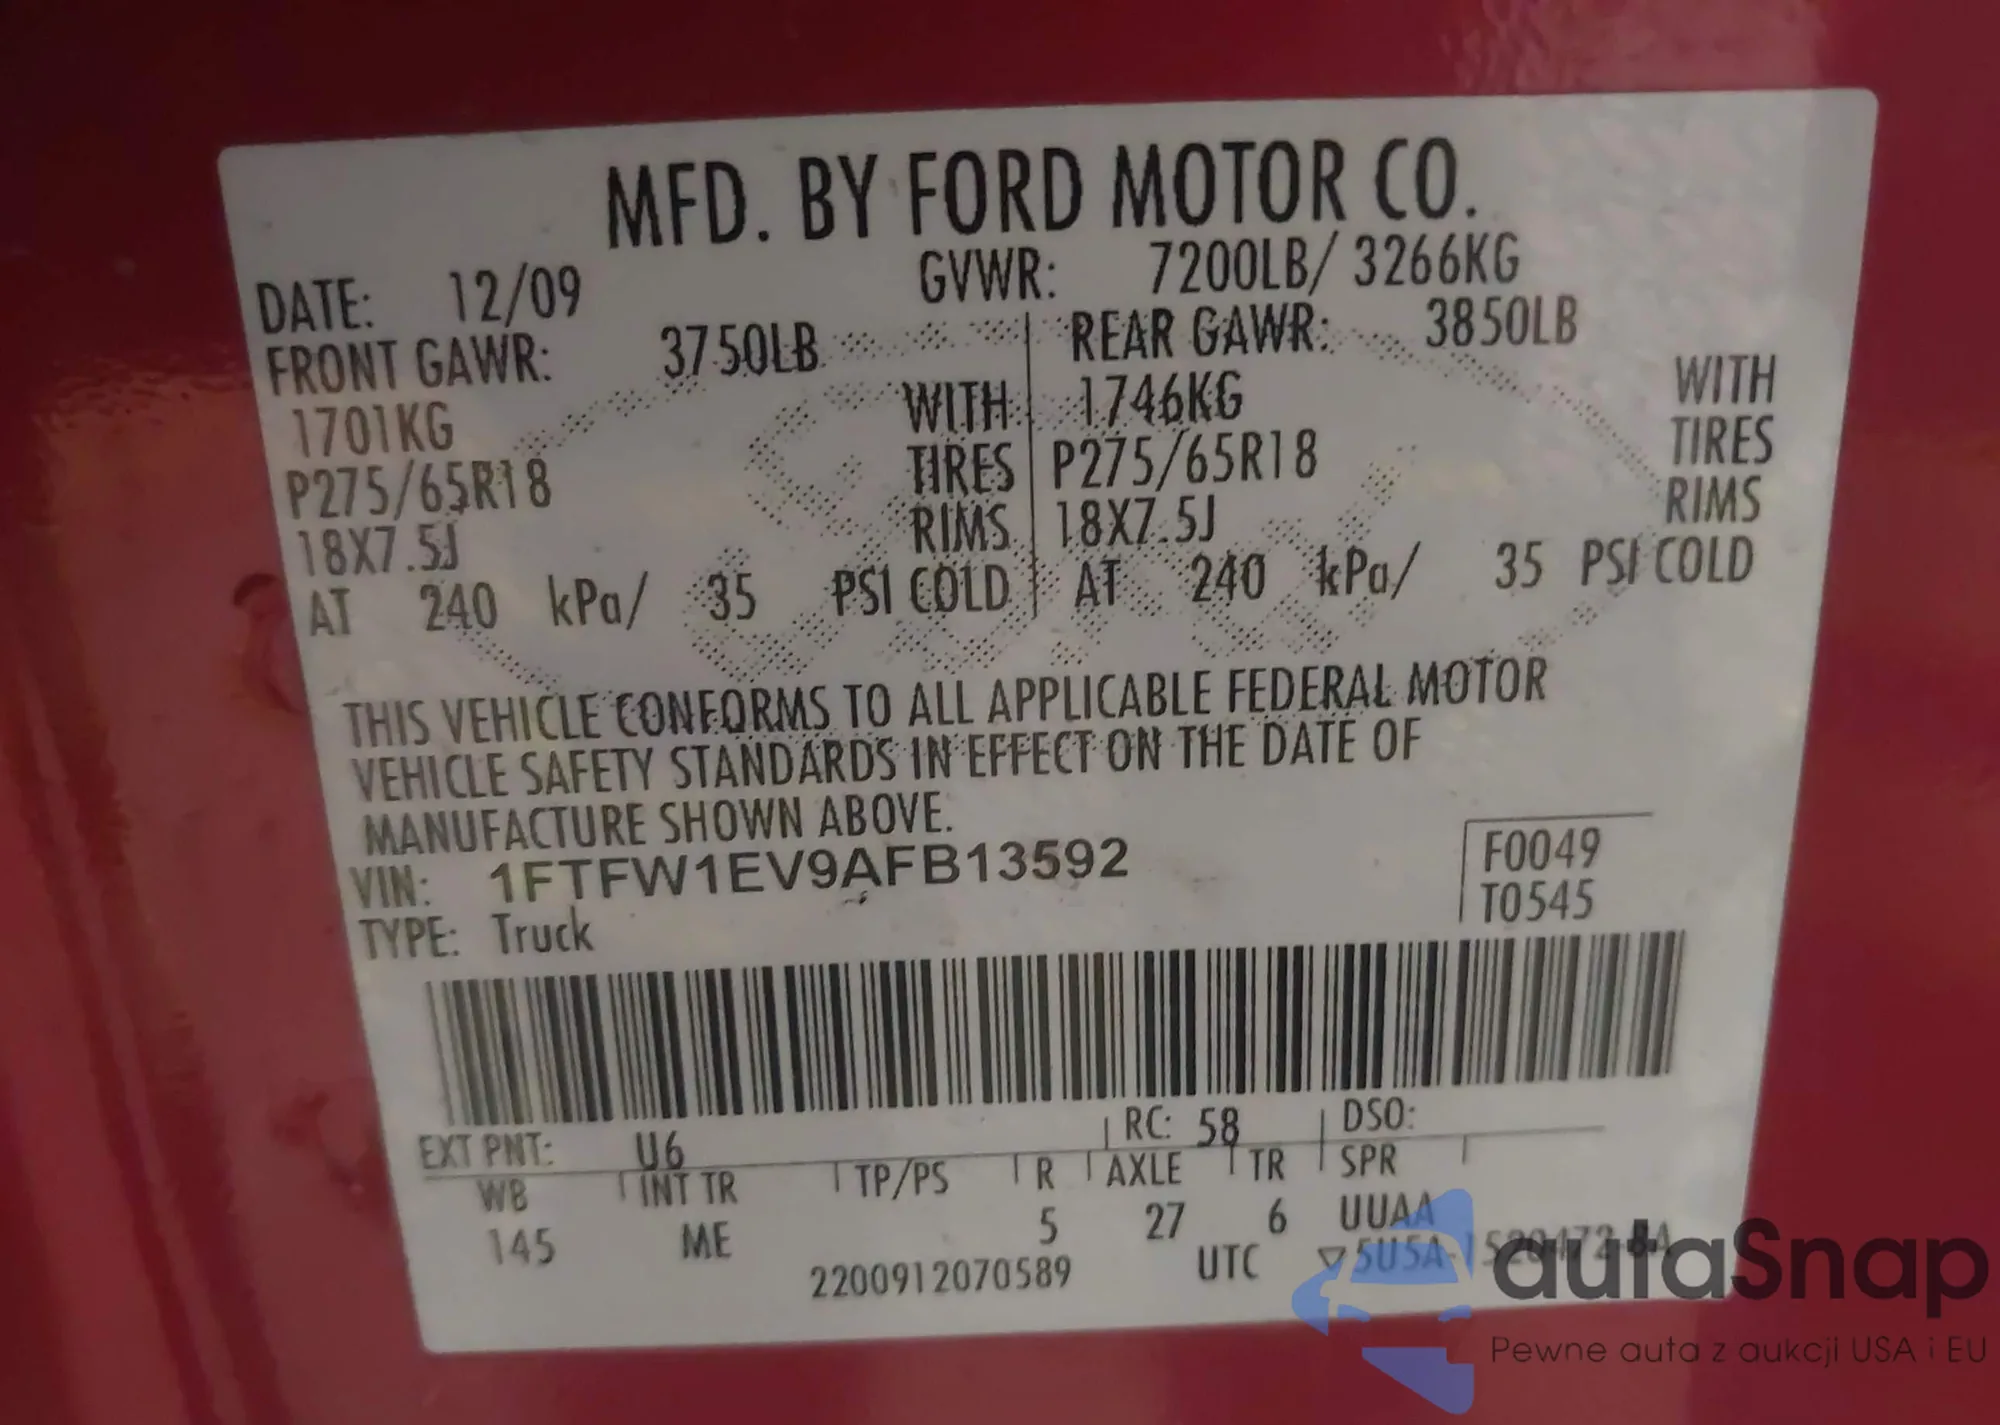 MFD. BY FORD MOTOR CO.
DATE: 12/09 GVWR: 7200LB/ 3266KG
FRONT GAWR: 3750LB REAR GAWR: 3850LB
1701KG WITH 1746KG WITH
P275/65R18 TIRES P275/65R18 TIRES
18X7.5J RIMS 18X7.5J RIMS
AT 240 kPa/ 35 PSI COLD AT 240 kPa/ 35 PSI COLD
THIS VEHICLE CONFORMS TO ALL APPLICABLE FEDERAL MOTOR
VEHICLE SAFETY STANDARDS IN EFFECT ON THE DATE OF
MANUFACTURE SHOWN ABOVE.
VIN: 1FTFW1EV9AFB13592 F0049
TYPE: Truck T0545
EXT PNT: U6 RC: 58 DSO:
WB INT TR TP/PS R AXLE TR SPR
145 ME 5 27 6 UUAA
2200912070589 UTC ▽5U5A-1520472-
autaSnap
Pewne auta z aukcji USA i EU